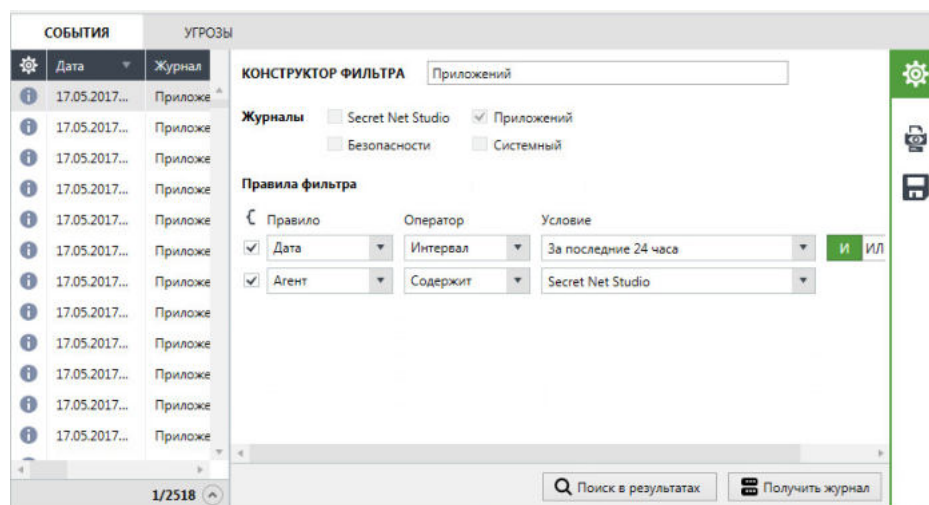 СОБЫТИЯ УГРОЗЫ
Дата Журнал
КОНСТРУКТОР ФИЛЬТРА Приложений
17.05.2017... Приложе
Журналы Secret Net Studio Приложений
17.05.2017... Приложе
Безопасности Системный
17.05.2017... Приложе
Правила фильтра
17.05.2017... Приложе
Правило Оператор Условие
17.05.2017... Приложе
Дата Интервал За последние 24 часа И ИЛ
17.05.2017... Приложе
Агент Содержит Secret Net Studio
17.05.2017... Приложе
17.05.2017... Приложе
17.05.2017... Приложе
17.05.2017... Приложе
17.05.2017... Приложе
17.05.2017... Приложе
1/2518 Поиск в результатах Получить журнал